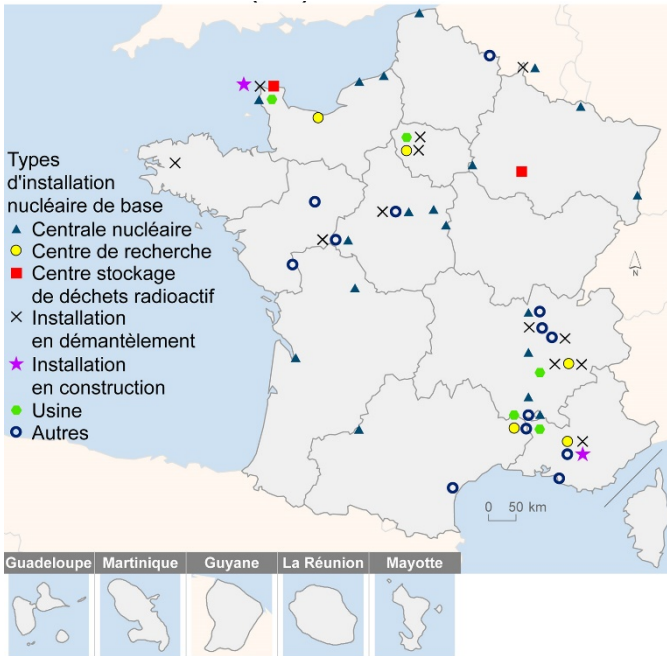 Types
d'installation
nucléaire de base
Centrale nucléaire
Centre de recherche
Centre stockage
de déchets radioactif
Installation
en démantèlement
Installation
en construction
Usine
Autres
N
0 50 km
Guadeloupe Martinique Guyane La Réunion Mayotte